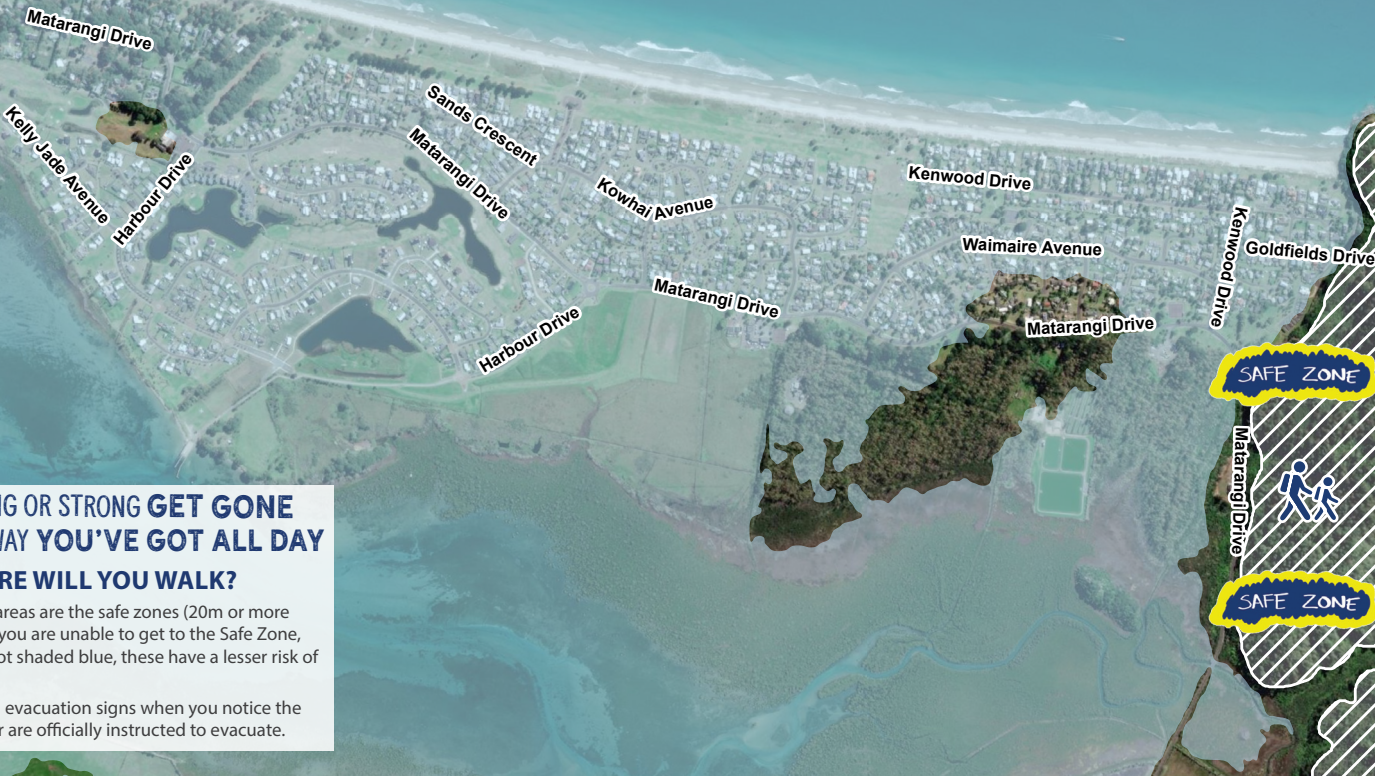 Matarangi Drive
Kelly Jade Avenue
Harbour Drive
Sands Crescent
Matarangi Drive
Kowhai Avenue
Kenwood Drive
Waimaire Avenue
Kenwood Drive
Goldfields Drive
Matarangi Drive
Harbour Drive
Matarangi Drive
SAFE ZONE
Matarangi Drive
SAFE ZONE
NG OR STRONG GET GONE
WAY YOU'VE GOT ALL DAY
RE WILL YOU WALK?
areas are the safe zones (20m or more
you are unable to get to the Safe Zone,
ot shaded blue, these have a lesser risk of
evacuation signs when you notice the
r are officially instructed to evacuate.